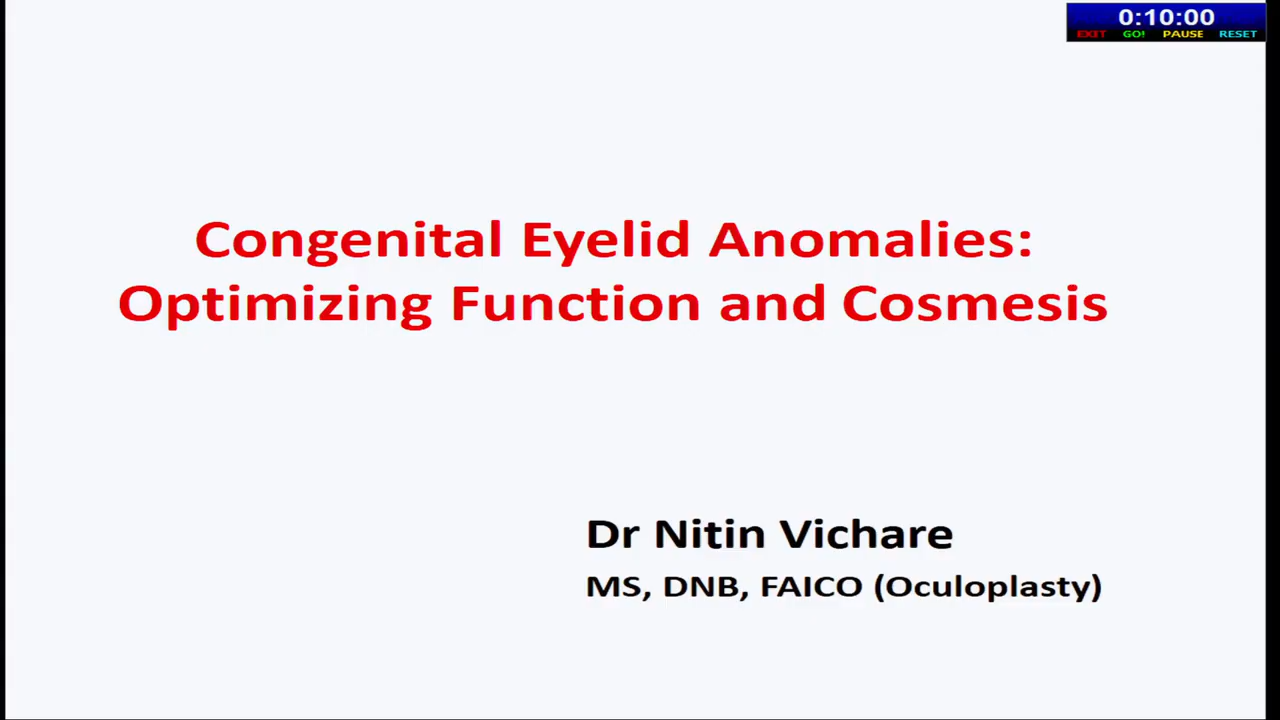 0:10:00
EXIT GO! PAUSE RESET
Congenital Eyelid Anomalies:
Optimizing Function and Cosmesis
Dr Nitin Vichare
MS, DNB, FAICO (Oculoplasty)